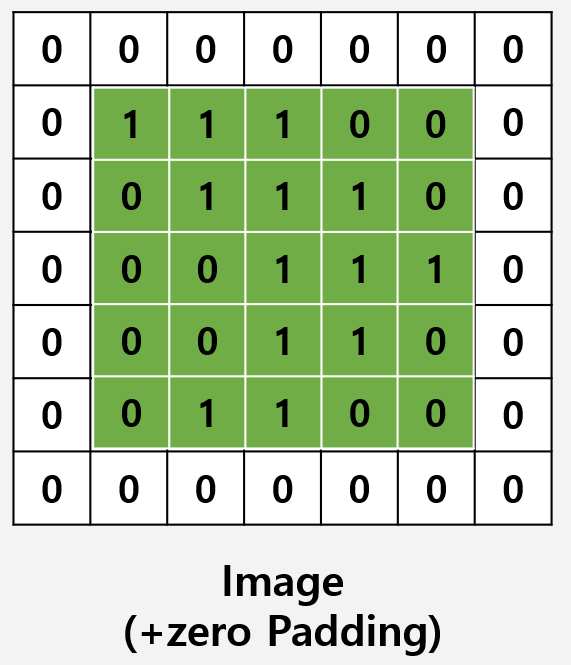 0 0 0 0 0 0 0
0 1 1 1 0 0 0
0 0 1 1 1 0 0
0 0 0 1 1 1 0
0 0 0 1 1 0 0
0 0 1 1 0 0 0
0 0 0 0 0 0 0
Image
(+zero Padding)